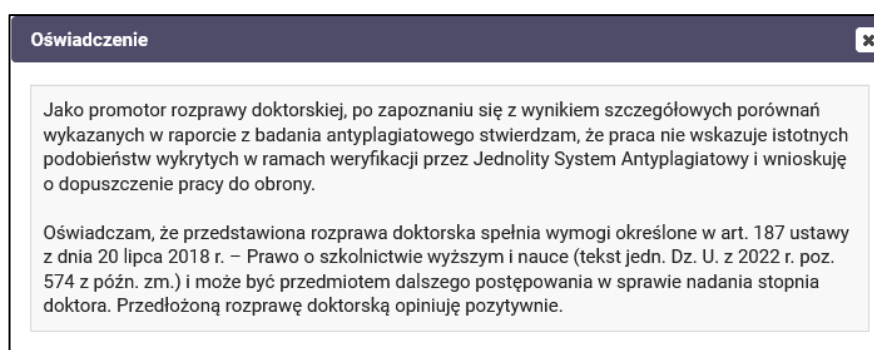 Oświadczenie
Jako promotor rozprawy doktorskiej, po zapoznaniu się z wynikiem szczegółowych porównań
wykazanych w raporcie z badania antyplagiatowego stwierdzam, że praca nie wskazuje istotnych
podobieństw wykrytych w ramach weryfikacji przez Jednolity System Antyplagiatowy i wnioskuję
o dopuszczenie pracy do obrony.
Oświadczam, że przedstawiona rozprawa doktorska spełnia wymogi określone w art. 187 ustawy
z dnia 20 lipca 2018 r. – Prawo o szkolnictwie wyższym i nauce (tekst jedn. Dz. U. z 2022 r. poz.
574 z późn. zm.) i może być przedmiotem dalszego postępowania w sprawie nadania stopnia
doktora. Przedłożoną rozprawę doktorską opiniuję pozytywnie.